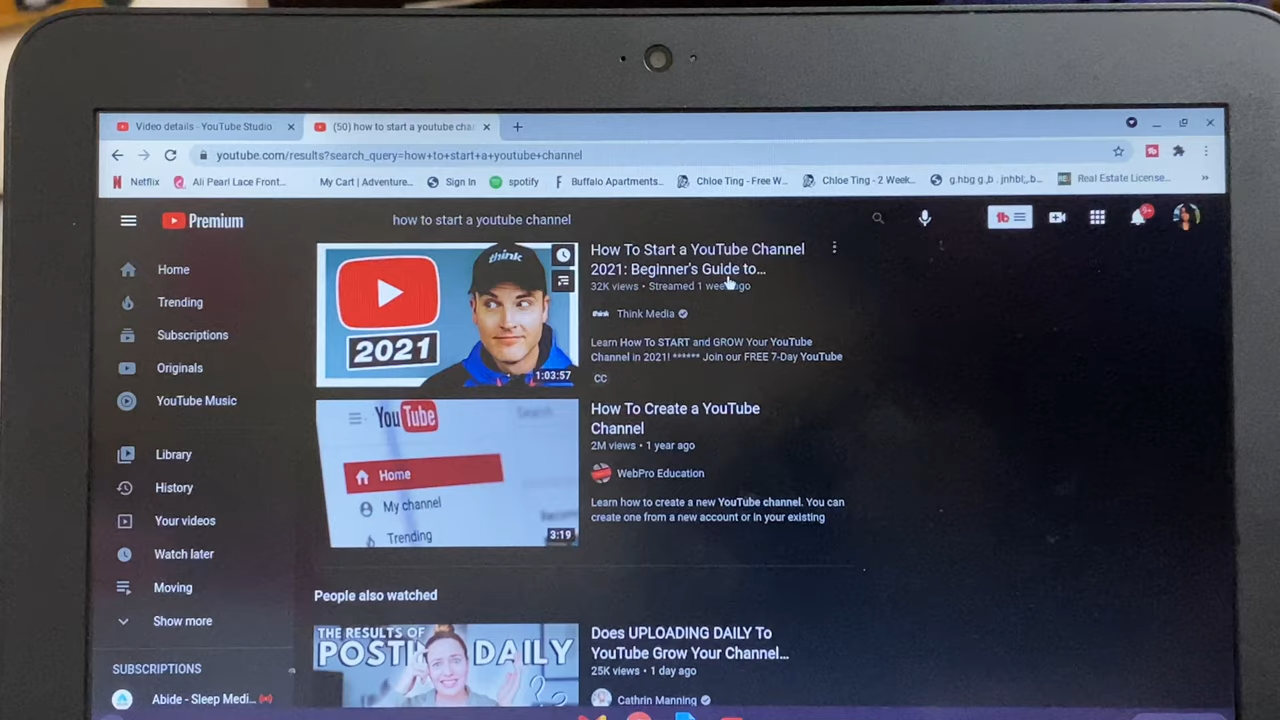 Video details - YouTube Studio
(50) how to start a youtube cha
youtube.com/results?search_query=how+to+start+a+youtube+channel
Netflix
Ali Pearl Lace Front...
My Cart | Adventure...
Sign In
spotify
Buffalo Apartments...
Chloe Ting - Free W...
Chloe Ting - 2 Week...
g.hbg g,b . jnhbl;,.b...
Real Estate License...
Premium
how to start a youtube channel
9+
Home
Trending
Subscriptions
Originals
YouTube Music
Library
History
Your videos
Watch later
Moving
Show more
SUBSCRIPTIONS
Abide - Sleep Medi...
think
2021
1:03:57
How To Start a YouTube Channel
2021: Beginner's Guide to...
32K views • Streamed 1 week ago
think
Think Media
Learn How To START and GROW Your YouTube
Channel in 2021! ****** Join our FREE 7-Day YouTube
CC
YouTube
Search
Home
My channel
Trending
3:19
How To Create a YouTube
Channel
2M views • 1 year ago
WebPro Education
Learn how to create a new YouTube channel. You can
create one from a new account or in your existing
People also watched
THE RESULTS OF
DAILY
Does UPLOADING DAILY To
YouTube Grow Your Channel...
25K views • 1 day ago
Cathrin Manning